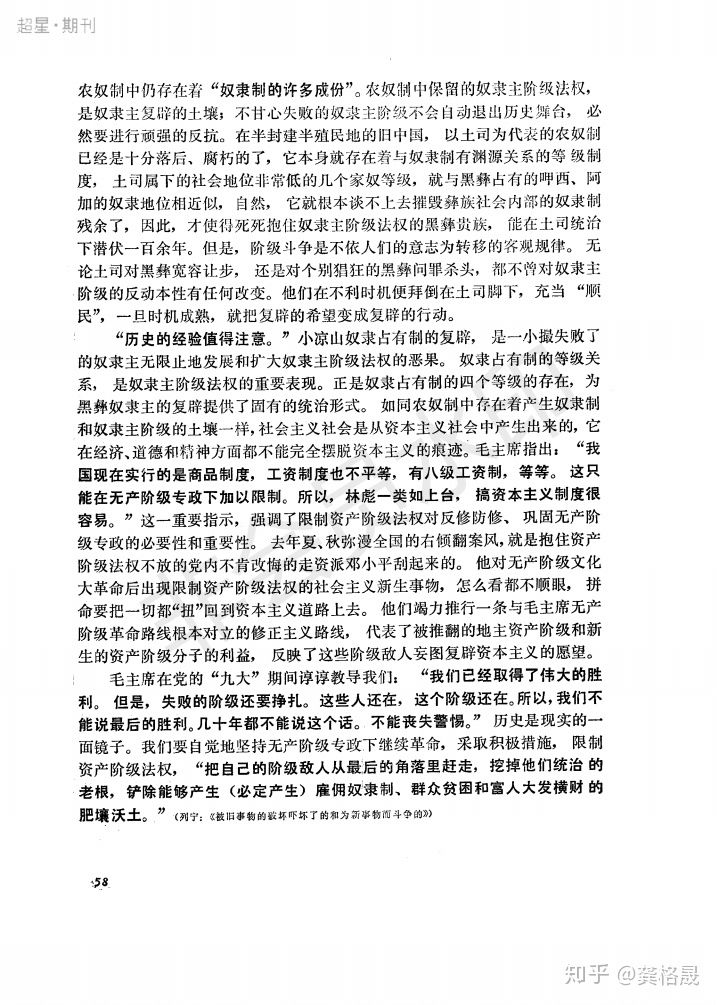 超星·期刊
农奴制中仍存在着“奴隶制的许多成份”。农奴制中保留的奴隶主阶级法权，
是奴隶主复辟的土壤；不甘心失败的奴隶主阶级不会自动退出历史舞台， 必
然要进行顽强的反抗。在半封建半殖民地的旧中国， 以土司为代表的农奴制
已经是十分落后、腐朽的了， 它本身就存在着与奴隶制有渊源关系的等 级制
度， 土司属下的社会地位非常低的几个家奴等级，就与黑彝占有的呷西、阿
加的奴隶地位相近似，自然， 它就根本谈不上去摧毁彝族社会内部的奴隶制
残余了，因此，才使得死死抱住奴隶主阶级法权的黑彝贵族， 能在土司统治
下潜伏一百余年。但是，阶级斗争是不依人们的意志为转移的客观规律。 无
论土司对黑彝宽容让步， 还是对个别猖狂的黑彝问罪杀头，都不曾对奴隶主
阶级的反动本性有任何改变。他们在不利时机便拜倒在土司脚下，充当 “顺
民”，一旦时机成熟，就把复辟的希望变成复辟的行动。
“历史的经验值得注意。”小凉山奴隶占有制的复辟， 是一小撮失败了
的奴隶主无限止地发展和扩大奴隶主阶级法权的恶果。 奴隶占有制的等级关
系， 是奴隶主阶级法权的重要表现。正是奴隶占有制的四个等级的存在，为
黑彝奴隶主的复辟提供了固有的统治形式。 如同农奴制中存在着产生奴隶制
和奴隶主阶级的土壤一样，社会主义社会是从资本主义社会中产生出来的，它
在经济、道德和精神方面都不能完全摆脱资本主义的痕迹。毛主席指出：“我
国现在实行的是商品制度， 工资制度也不平等，有八级工资制，等等。 这只
能在无产阶级专政下加以限制。所以，林彪一类如上台， 搞资本主义制度很
容易。”这一重要指示，强调了限制资产阶级法权对反修防修、 巩固无产阶
级专政的必要性和重要性。 去年夏、秋弥漫全国的右倾翻案风，就是抱住资产
阶级法权不放的党内不肯改悔的走资派邓小平刮起来的。 他对无产阶级文化
大革命后出现限制资产阶级法权的社会主义新生事物， 怎么看都不顺眼， 拼
命要把一切都“扭”回到资本主义道路上去。 他们竭力推行一条与毛主席无产
阶级革命路线根本对立的修正主义路线， 代表了被推翻的地主资产阶级和新
生的资产阶级分子的利益， 反映了这些阶级敌人妄图复辟资本主义的愿望。
毛主席在党的“九大”期间谆谆教导我们： “我们已经取得了伟大的胜
利。 但是，失败的阶级还要挣扎。 这些人还在，这个阶级还在。所以，我们不
能说最后的胜利。几十年都不能说这个话。不能丧失警惕。” 历史是现实的一
面镜子。我们要自觉地坚持无产阶级专政下继续革命，采取积极措施， 限制
资产阶级法权， “把自己的阶级敌人从最后的角落里赶走，挖掉他们统治 的
老根，铲除能够产生（必定产生）雇佣奴隶制、群众贫困和富人大发横财 的
肥壤沃土。”（列宁：《被旧事物的破坏吓坏了的和为新事物而斗争的》）
58
知乎 @龚格晟